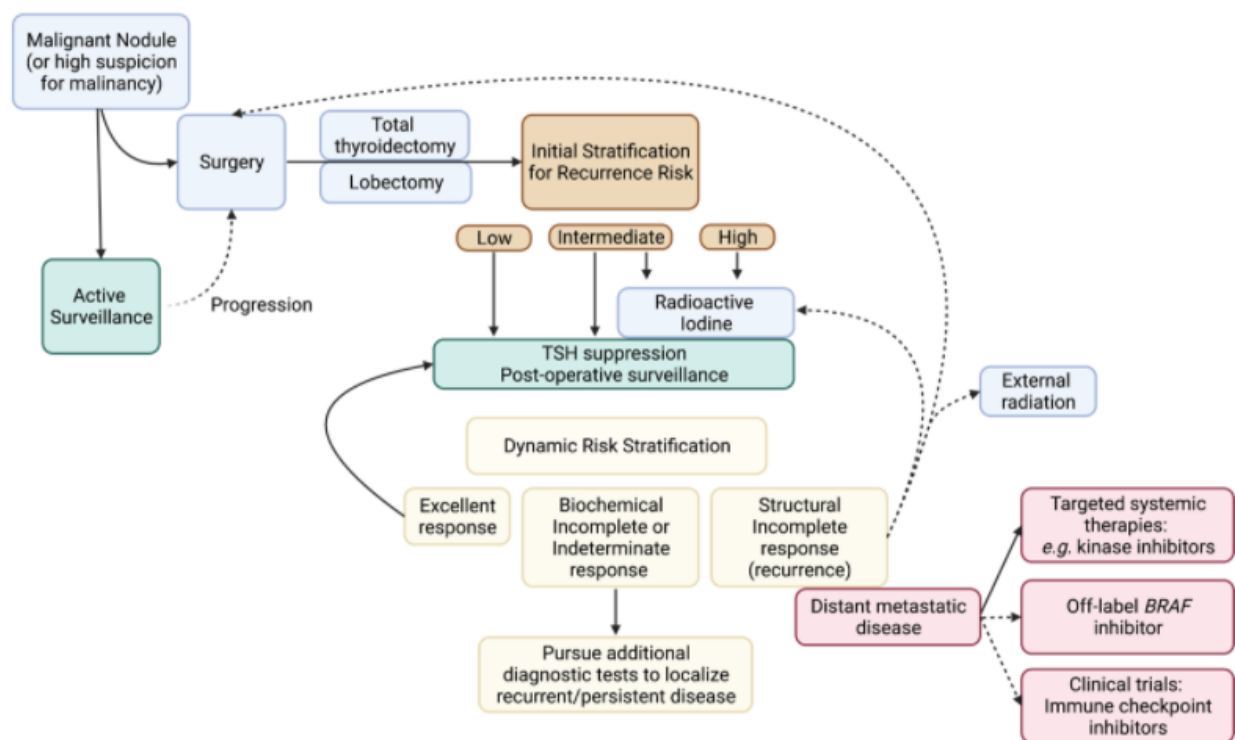 Malignant Nodule
(or high suspicion
for malinancy)
Surgery
Total
thyroidectomy
Lobectomy
Initial Stratification
for Recurrence Risk
Active
Surveillance
Progression
Low
Intermediate
High
Radioactive
Iodine
TSH suppression
Post-operative surveillance
External
radiation
Dynamic Risk Stratification
Excellent
response
Biochemical
Incomplete or
Indeterminate
response
Structural
Incomplete
response
(recurrence)
Distant metastatic
disease
Targeted systemic
therapies:
e.g. kinase inhibitors
Off-label BRAF
inhibitor
Clinical trials:
Immune checkpoint
inhibitors
Pursue additional
diagnostic tests to localize
recurrent/persistent disease